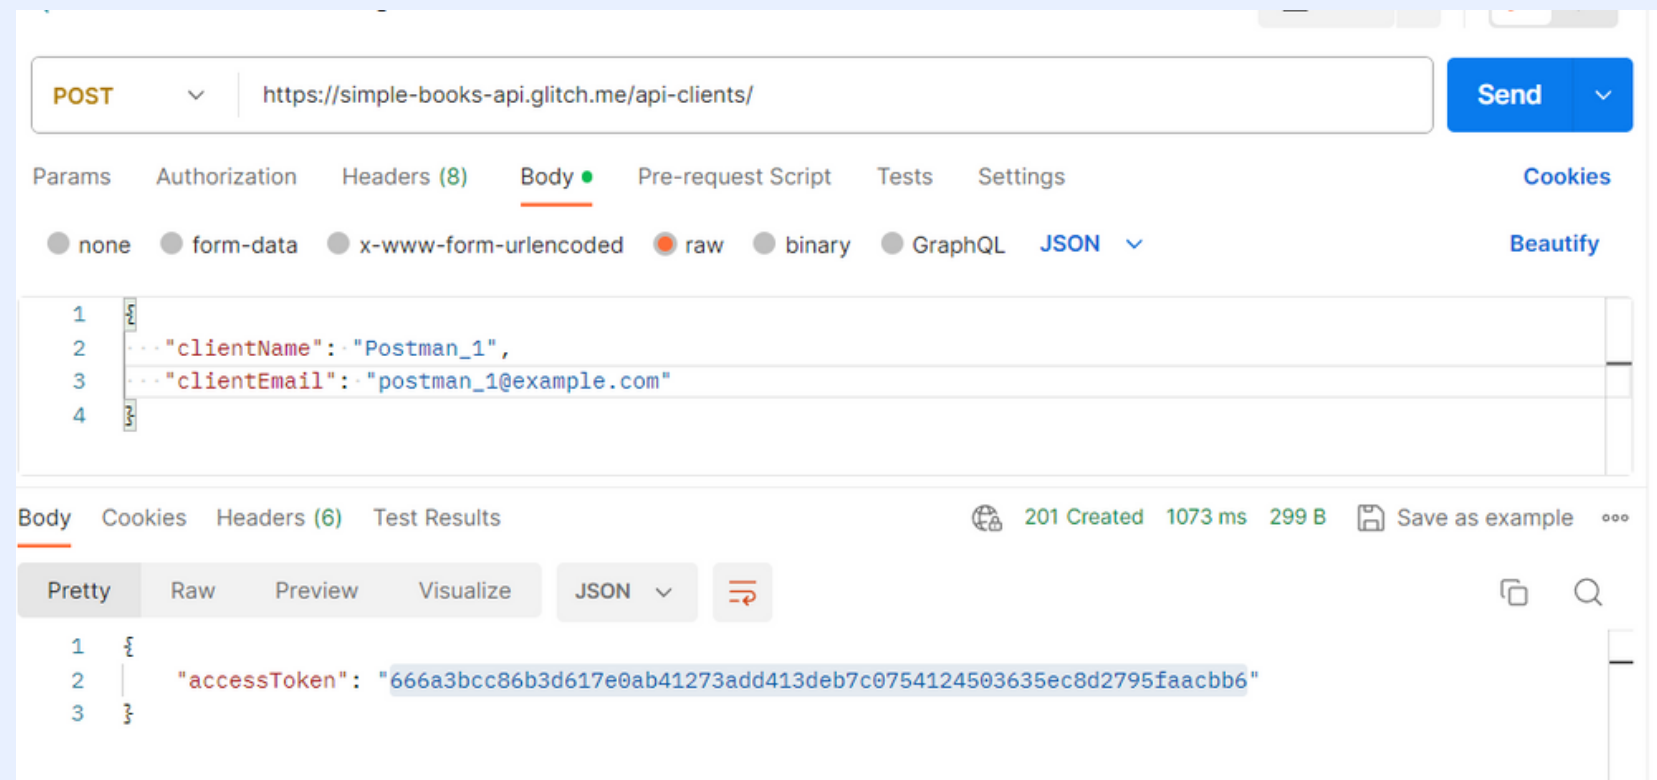 POST https://simple-books-api.glitch.me/api-clients/ Send
Params Authorization Headers (8) Body Pre-request Script Tests Settings Cookies
none form-data x-www-form-urlencoded raw binary GraphQL JSON Beautify
1 {
2 "clientName": "Postman_1",
3 "clientEmail": "postman_1@example.com"
4 }
Body Cookies Headers (6) Test Results 201 Created 1073 ms 299 B Save as example
Pretty Raw Preview Visualize JSON
1 {
2 "accessToken": "666a3bcc86b3d617e0ab41273add413deb7c0754124503635ec8d2795faacbb6"
3 }